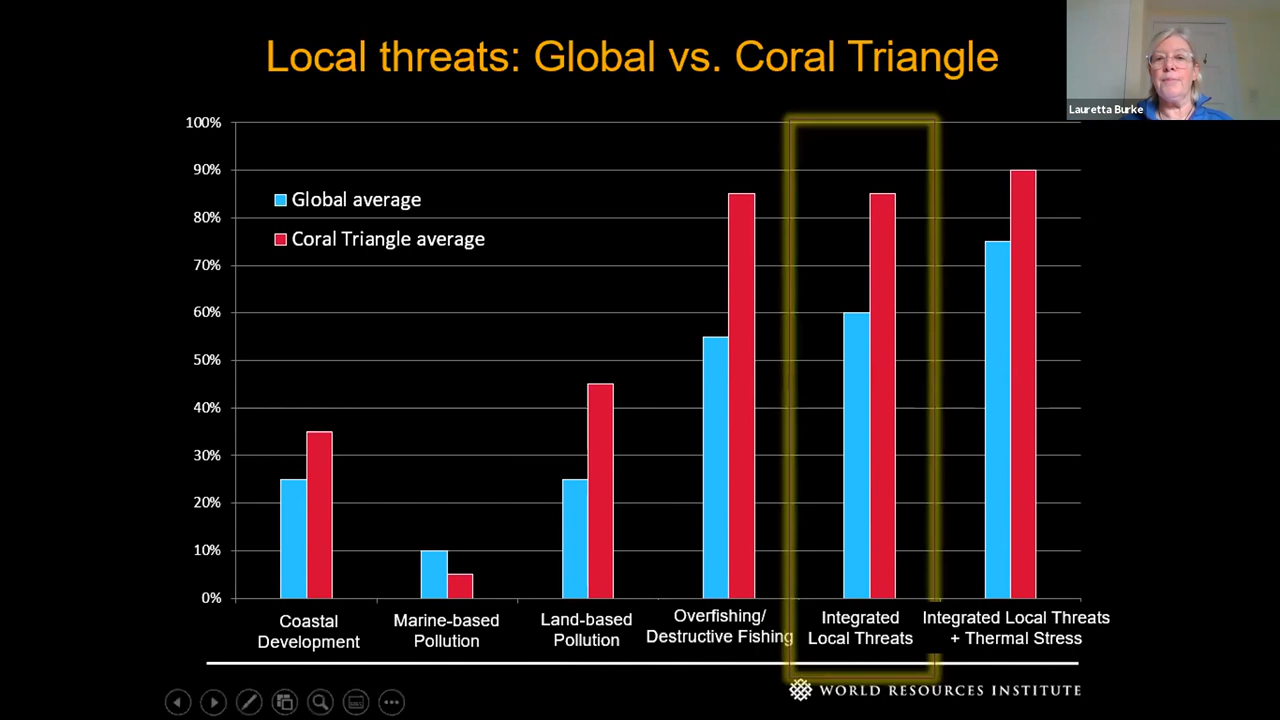 Local threats: Global vs. Coral Triangle
Lauretta Burke
100%
90%
80%
70%
60%
50%
40%
30%
20%
10%
0%
Global average
Coral Triangle average
Coastal
Development
Marine-based
Pollution
Land-based
Pollution
Overfishing/
Destructive Fishing
Integrated
Local Threats
Integrated Local Threats
+ Thermal Stress
WORLD RESOURCES INSTITUTE